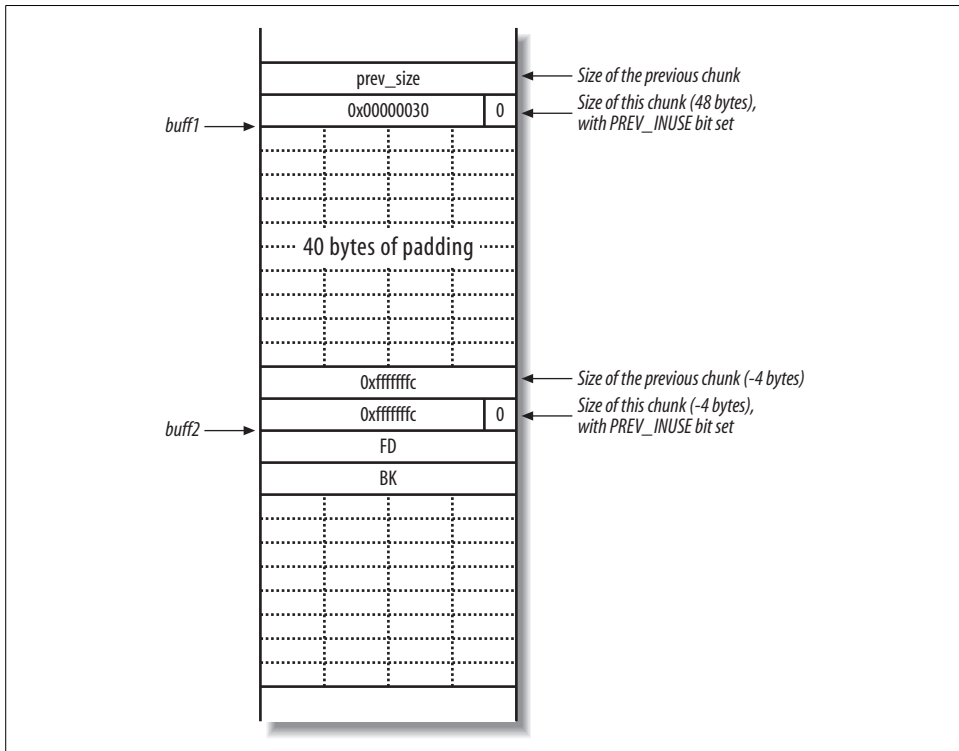 prev_size
Size of the previous chunk
0x00000030
0
Size of this chunk (48 bytes),
with PREV_INUSE bit set
buff1
40 bytes of padding
0xfffffffc
Size of the previous chunk (-4 bytes)
0xfffffffc
0
Size of this chunk (-4 bytes),
with PREV_INUSE bit set
buff2
FD
BK